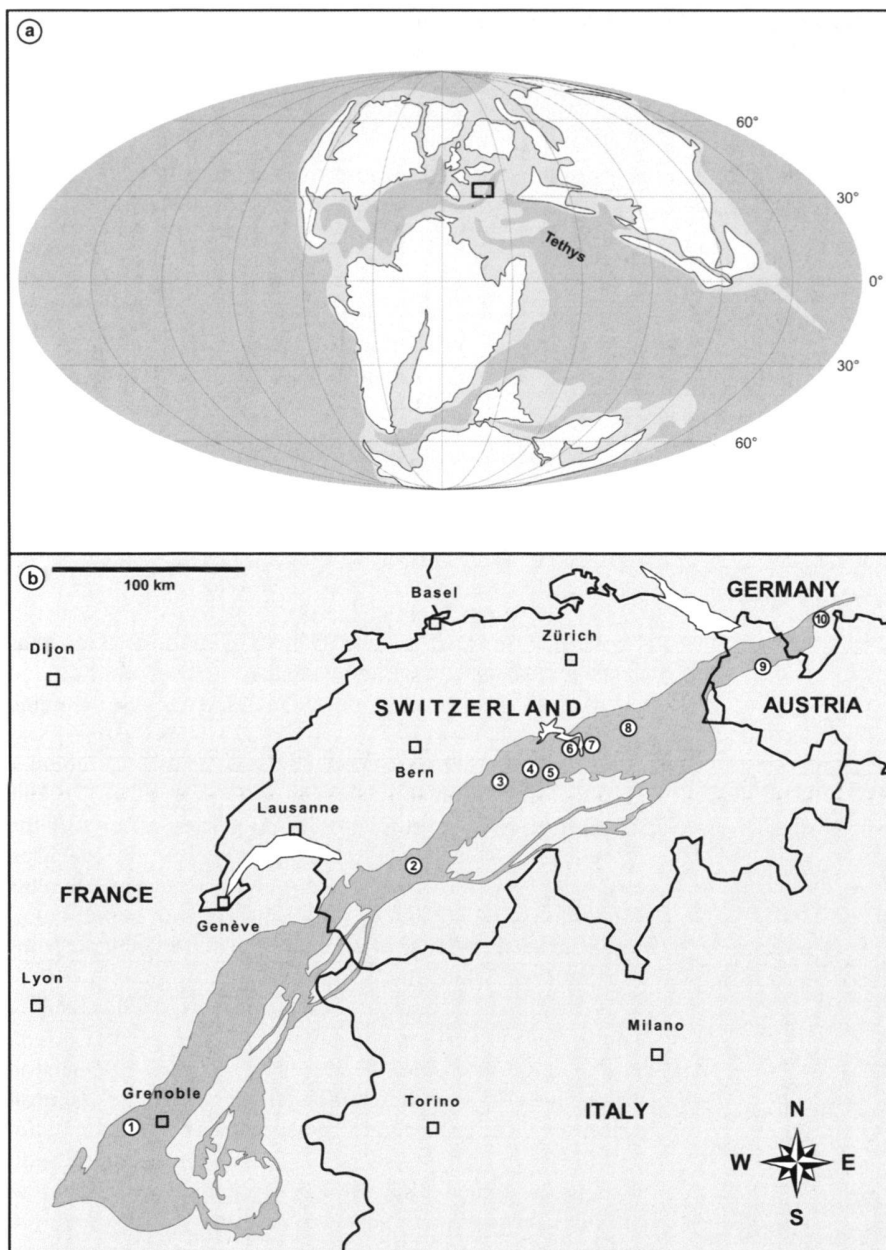 a
60°
30°
Tethys
0°
30°
60°
b
100 km
Basel
GERMANY
Dijon
Zürich
10
9
SWITZERLAND
AUSTRIA
8
6
7
Bern
4
5
3
Lausanne
2
FRANCE
Genève
Lyon
Milano
Grenoble
Torino
ITALY
1
N
W
E
S